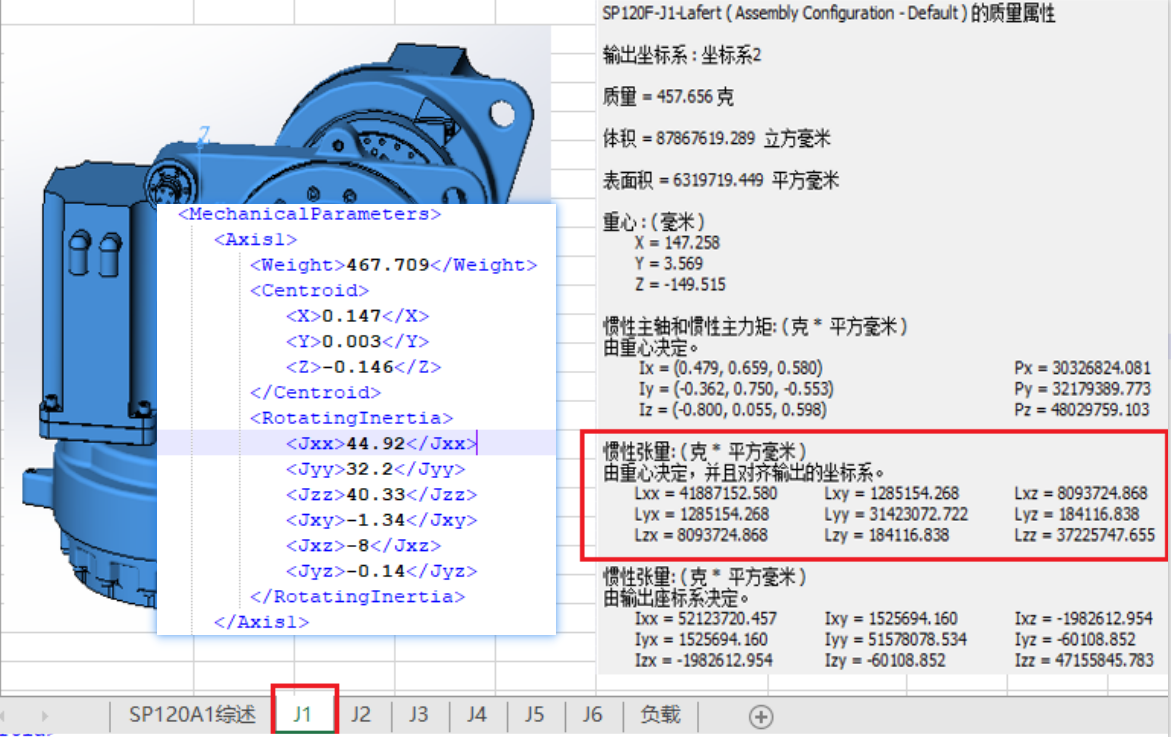 Z
<MechanicalParameters>
<Axis1>
<Weight>467.709</Weight>
<Centroid>
<X>0.147</X>
<Y>0.003</Y>
<Z>-0.146</Z>
</Centroid>
<RotatingInertia>
<Jxx>44.92</Jxx>
<Jyy>32.2</Jyy>
<Jzz>40.33</Jzz>
<Jxy>-1.34</Jxy>
<Jxz>-8</Jxz>
<Jyz>-0.14</Jyz>
</RotatingInertia>
</Axis1>
SP120F-J1-Lafert ( Assembly Configuration - Default ) 的质量属性
输出坐标系 : 坐标系2
质量 = 457.656 克
体积 = 87867619.289 立方毫米
表面积 = 6319719.449 平方毫米
重心 : ( 毫米 )
X = 147.258
Y = 3.569
Z = -149.515
惯性主轴和惯性主力矩: ( 克 * 平方毫米 )
由重心决定。
Ix = (0.479, 0.659, 0.580) Px = 30326824.081
Iy = (-0.362, 0.750, -0.553) Py = 32179389.773
Iz = (-0.800, 0.055, 0.598) Pz = 48029759.103
惯性张量: ( 克 * 平方毫米 )
由重心决定，并且对齐输出的坐标系。
Lxx = 41887152.580 Lxy = 1285154.268 Lxz = 8093724.868
Lyx = 1285154.268 Lyy = 31423072.722 Lyz = 184116.838
Lzx = 8093724.868 Lzy = 184116.838 Lzz = 37225747.655
惯性张量: ( 克 * 平方毫米 )
由输出座标系决定。
Ixx = 52123720.457 Ixy = 1525694.160 Ixz = -1982612.954
Iyx = 1525694.160 Iyy = 51578078.534 Iyz = -60108.852
Izx = -1982612.954 Izy = -60108.852 Izz = 47155845.783
SP120A1综述 J1 J2 J3 J4 J5 J6 负载